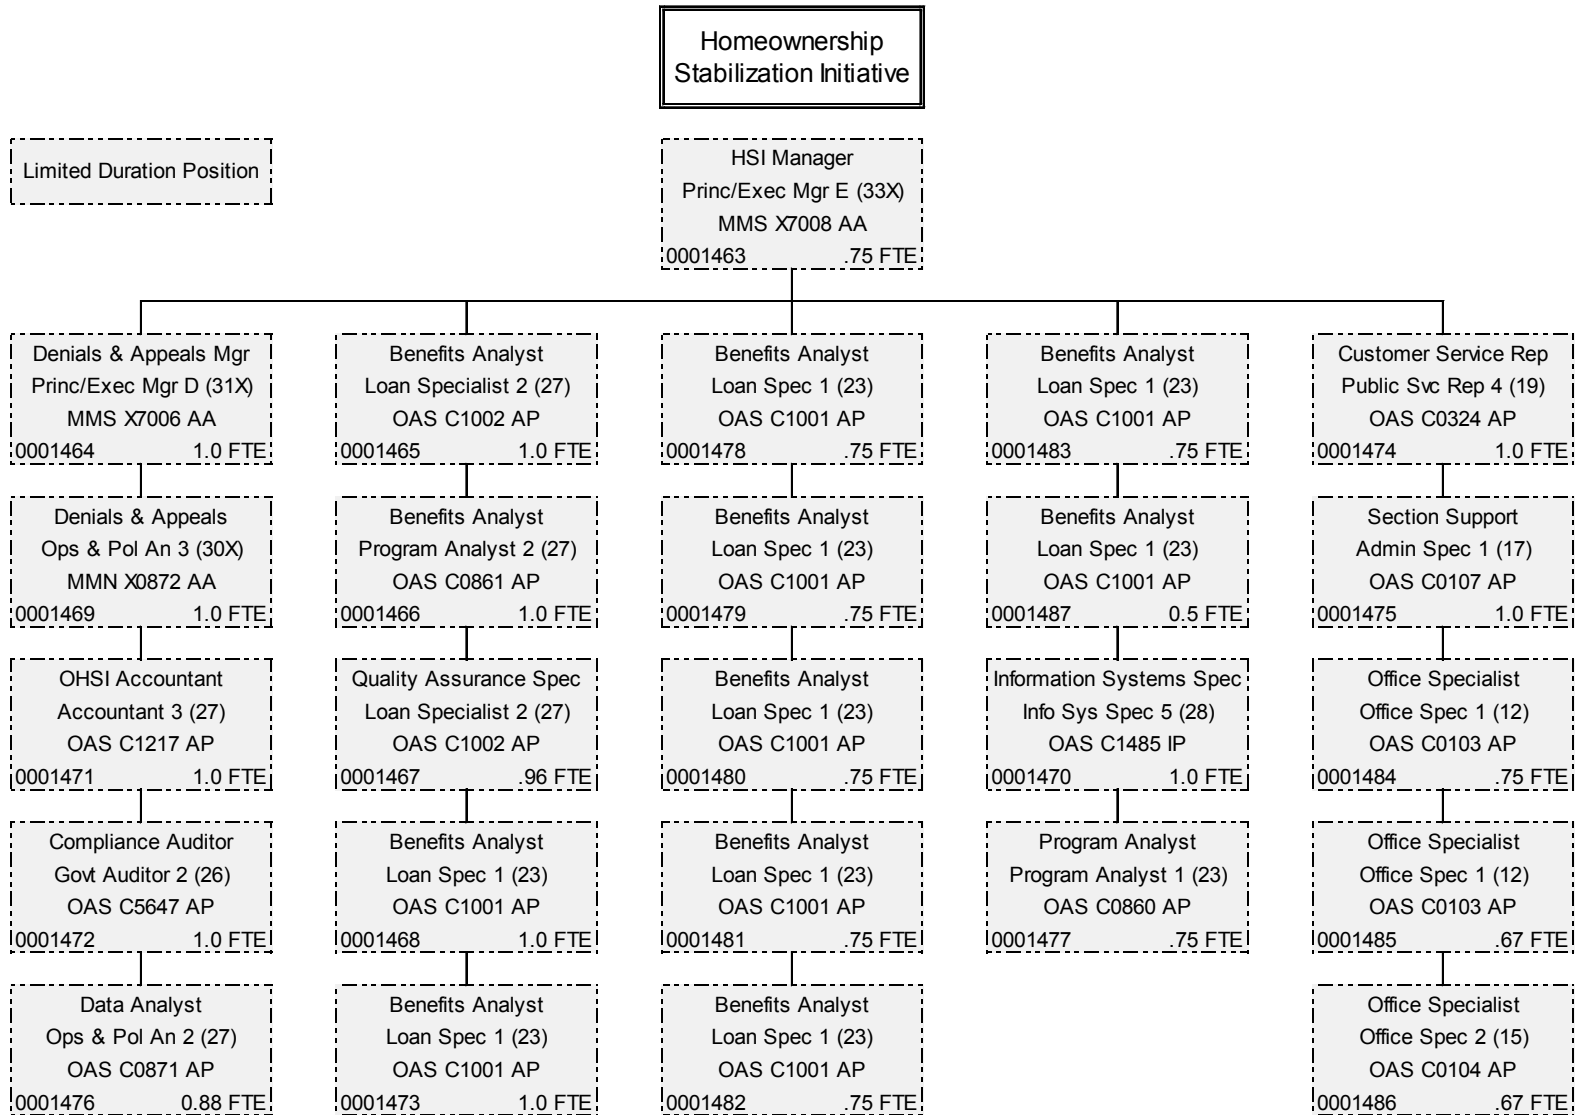 Homeownership
Stabilization Initiative
Limited Duration Position
HSI Manager
Princ/Exec Mgr E (33X)
MMS X7008 AA
0001463 .75 FTE
Denials & Appeals Mgr
Princ/Exec Mgr D (31X)
MMS X7006 AA
0001464 1.0 FTE
Denials & Appeals
Ops & Pol An 3 (30X)
MMN X0872 AA
0001469 1.0 FTE
OHSI Accountant
Accountant 3 (27)
OAS C1217 AP
0001471 1.0 FTE
Compliance Auditor
Govt Auditor 2 (26)
OAS C5647 AP
0001472 1.0 FTE
Data Analyst
Ops & Pol An 2 (27)
OAS C0871 AP
0001476 0.88 FTE
Benefits Analyst
Loan Specialist 2 (27)
OAS C1002 AP
0001465 1.0 FTE
Benefits Analyst
Program Analyst 2 (27)
OAS C0861 AP
0001466 1.0 FTE
Quality Assurance Spec
Loan Specialist 2 (27)
OAS C1002 AP
0001467 .96 FTE
Benefits Analyst
Loan Spec 1 (23)
OAS C1001 AP
0001468 1.0 FTE
Benefits Analyst
Loan Spec 1 (23)
OAS C1001 AP
0001473 1.0 FTE
Benefits Analyst
Loan Spec 1 (23)
OAS C1001 AP
0001478 .75 FTE
Benefits Analyst
Loan Spec 1 (23)
OAS C1001 AP
0001479 .75 FTE
Benefits Analyst
Loan Spec 1 (23)
OAS C1001 AP
0001480 .75 FTE
Benefits Analyst
Loan Spec 1 (23)
OAS C1001 AP
0001481 .75 FTE
Benefits Analyst
Loan Spec 1 (23)
OAS C1001 AP
0001482 .75 FTE
Benefits Analyst
Loan Spec 1 (23)
OAS C1001 AP
0001483 .75 FTE
Benefits Analyst
Loan Spec 1 (23)
OAS C1001 AP
0001487 0.5 FTE
Information Systems Spec
Info Sys Spec 5 (28)
OAS C1485 IP
0001470 1.0 FTE
Program Analyst
Program Analyst 1 (23)
OAS C0860 AP
0001477 .75 FTE
Customer Service Rep
Public Svc Rep 4 (19)
OAS C0324 AP
0001474 1.0 FTE
Section Support
Admin Spec 1 (17)
OAS C0107 AP
0001475 1.0 FTE
Office Specialist
Office Spec 1 (12)
OAS C0103 AP
0001484 .75 FTE
Office Specialist
Office Spec 1 (12)
OAS C0103 AP
0001485 .67 FTE
Office Specialist
Office Spec 2 (15)
OAS C0104 AP
0001486 .67 FTE